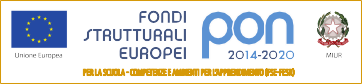 FONDI
STRUTTURALI
EUROPEI
pon
2014-2020
Unione Europea
MIUR
PER LA SCUOLA - COMPETENZE E AMBIENTI PER L'APPRENDIMENTO (FSE-FESR)